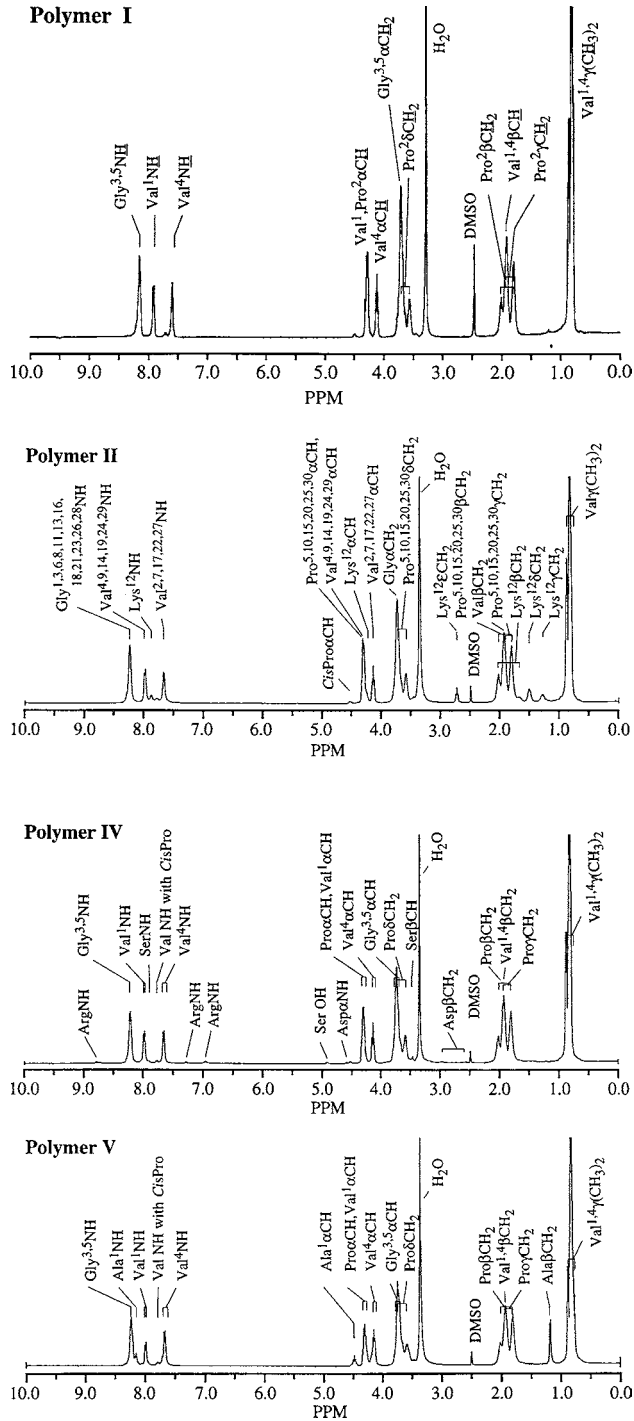 Polymer I
Gly3,5NH
Val1NH
Val4NH
Val1,Pro2αCH
Val4αCH
Gly3,5αCH2
Pro2δCH2
H2O
DMSO
Pro2βCH2
Val1,4βCH
Pro2γCH2
Val1,4γ(CH3)2
10.0 9.0 8.0 7.0 6.0 5.0 4.0 3.0 2.0 1.0 0.0
PPM
Polymer II
Gly1,3,6,8,11,13,16,
18,21,23,26,28NH
Val4,9,14,19,24,29NH
Lys12NH
Val2,7,17,22,27NH
CisProαCH
Pro5,10,15,20,25,30αCH,
Val4,9,14,19,24,29αCH
Lys12αCH
Val2,7,17,22,27αCH
GlyαCH2
Pro5,10,15,20,25,30δCH2
H2O
Lys12εCH2
DMSO
Pro5,10,15,20,25,30βCH2
ValβCH2
Pro5,10,15,20,25,30γCH2
Lys12βCH2
Lys12δCH2
Lys12γCH2
Valγ(CH3)2
10.0 9.0 8.0 7.0 6.0 5.0 4.0 3.0 2.0 1.0 0.0
PPM
Polymer IV
ArgNH
Gly3,5NH
Val1NH
SerNH
Val NH with CisPro
Val4NH
ArgNH
ArgNH
Ser OH
AspαNH
ProαCH,Val1αCH
Val4αCH
Gly3,5αCH
ProδCH2
SerβCH
H2O
AspβCH2
DMSO
ProβCH2
Val1,4βCH2
ProγCH2
Val1,4γ(CH3)2
10.0 9.0 8.0 7.0 6.0 5.0 4.0 3.0 2.0 1.0 0.0
PPM
Polymer V
Gly3,5NH
Ala1NH
Val1NH
Val NH with CisPro
Val4NH
Ala1αCH
ProαCH,Val1αCH
Val4αCH
Gly3,5αCH
ProδCH2
H2O
DMSO
ProβCH2
Val1,4βCH2
ProγCH2
AlaβCH2
Val1,4γ(CH3)2
10.0 9.0 8.0 7.0 6.0 5.0 4.0 3.0 2.0 1.0 0.0
PPM